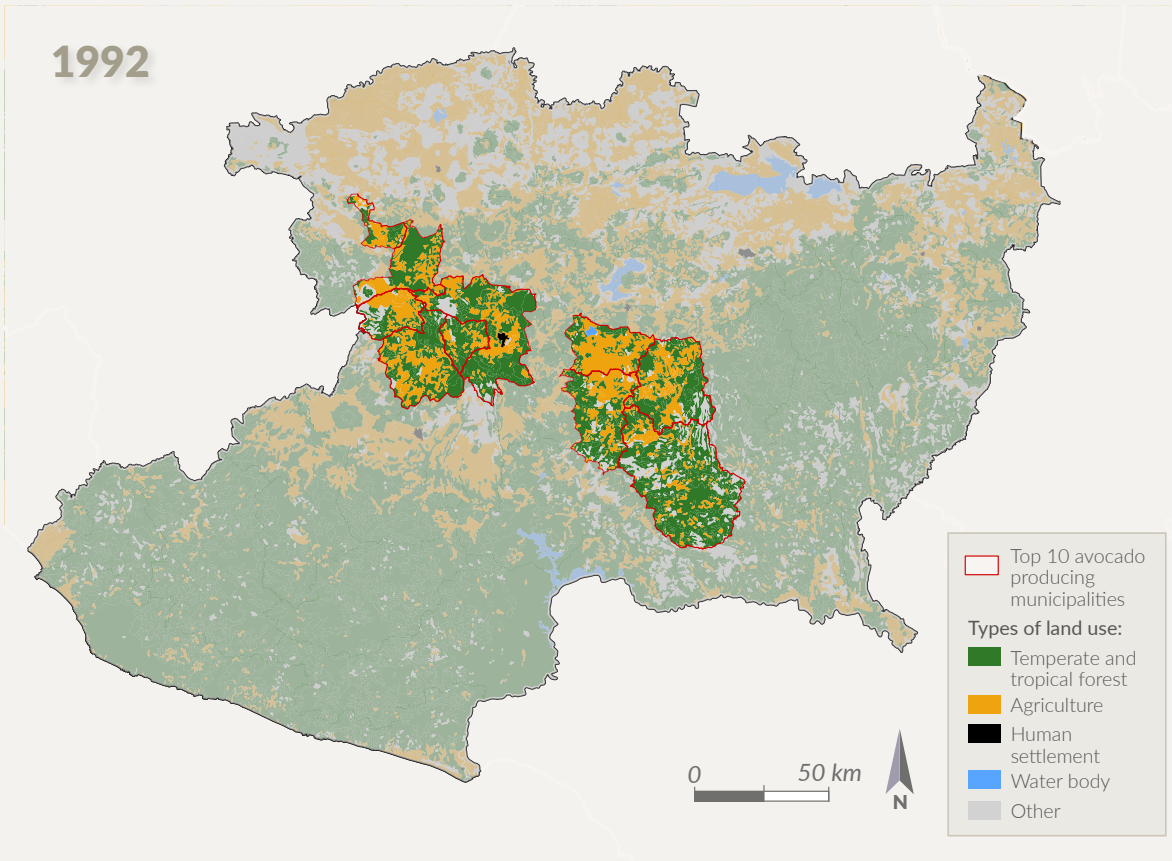 1992
Top 10 avocado
producing
municipalities
Types of land use:
Temperate and
tropical forest
Agriculture
Human
settlement
Water body
Other
0 50 km
N